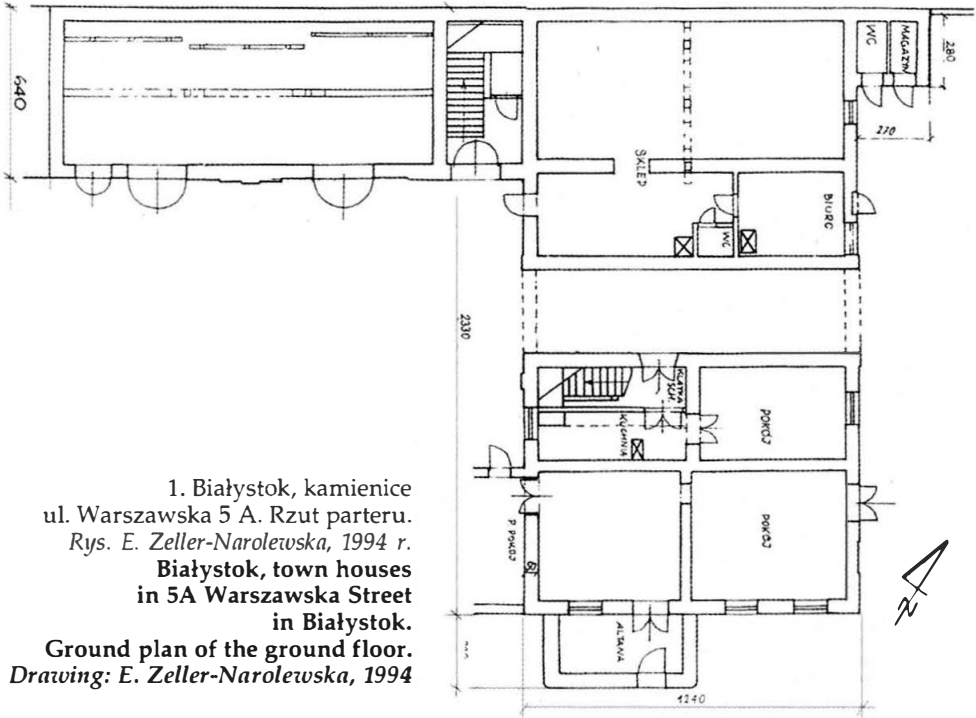 WC
MAGAZYN
280
270
640
SKLEP
BIURO
WC
2330
KLATKA
SCH.
KUCHNIA
POKÓJ
POKÓJ
P. POKÓJ
ALTANA
1240
N
1. Białystok, kamienice
ul. Warszawska 5 A. Rzut parteru.
Rys. E. Zeller-Narolewska, 1994 r.
Białystok, town houses
in 5A Warszawska Street
in Białystok.
Ground plan of the ground floor.
Drawing: E. Zeller-Narolewska, 1994